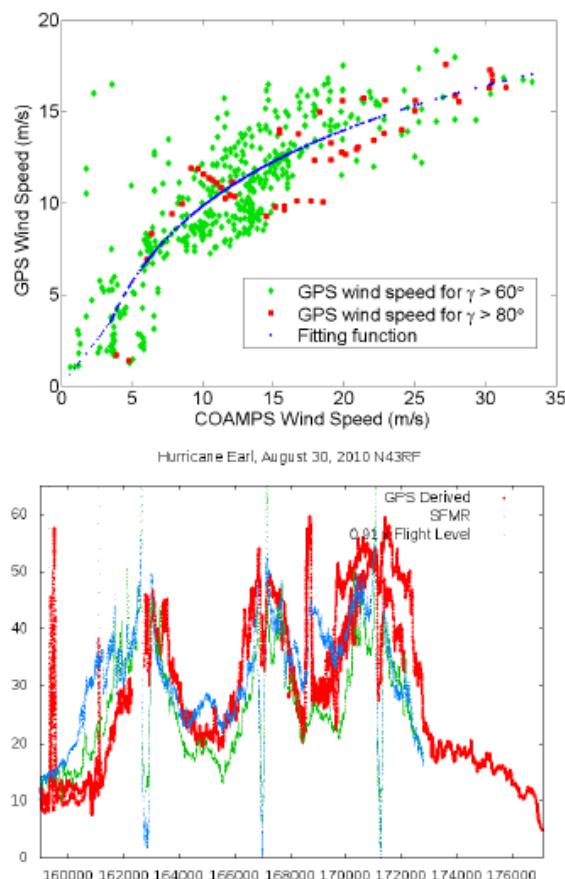 20
15
10
5
0
GPS Wind Speed (m/s)
GPS wind speed for γ > 60°
GPS wind speed for γ > 80°
Fitting function
0 5 10 15 20 25 30 35
COAMPS Wind Speed (m/s)
Hurricane Earl, August 30, 2010 N43RF
GPS Derived
SFMR
0.91 x Flight Level
60
50
40
30
20
10
0
160000 162000 164000 166000 168000 170000 172000 174000 176000